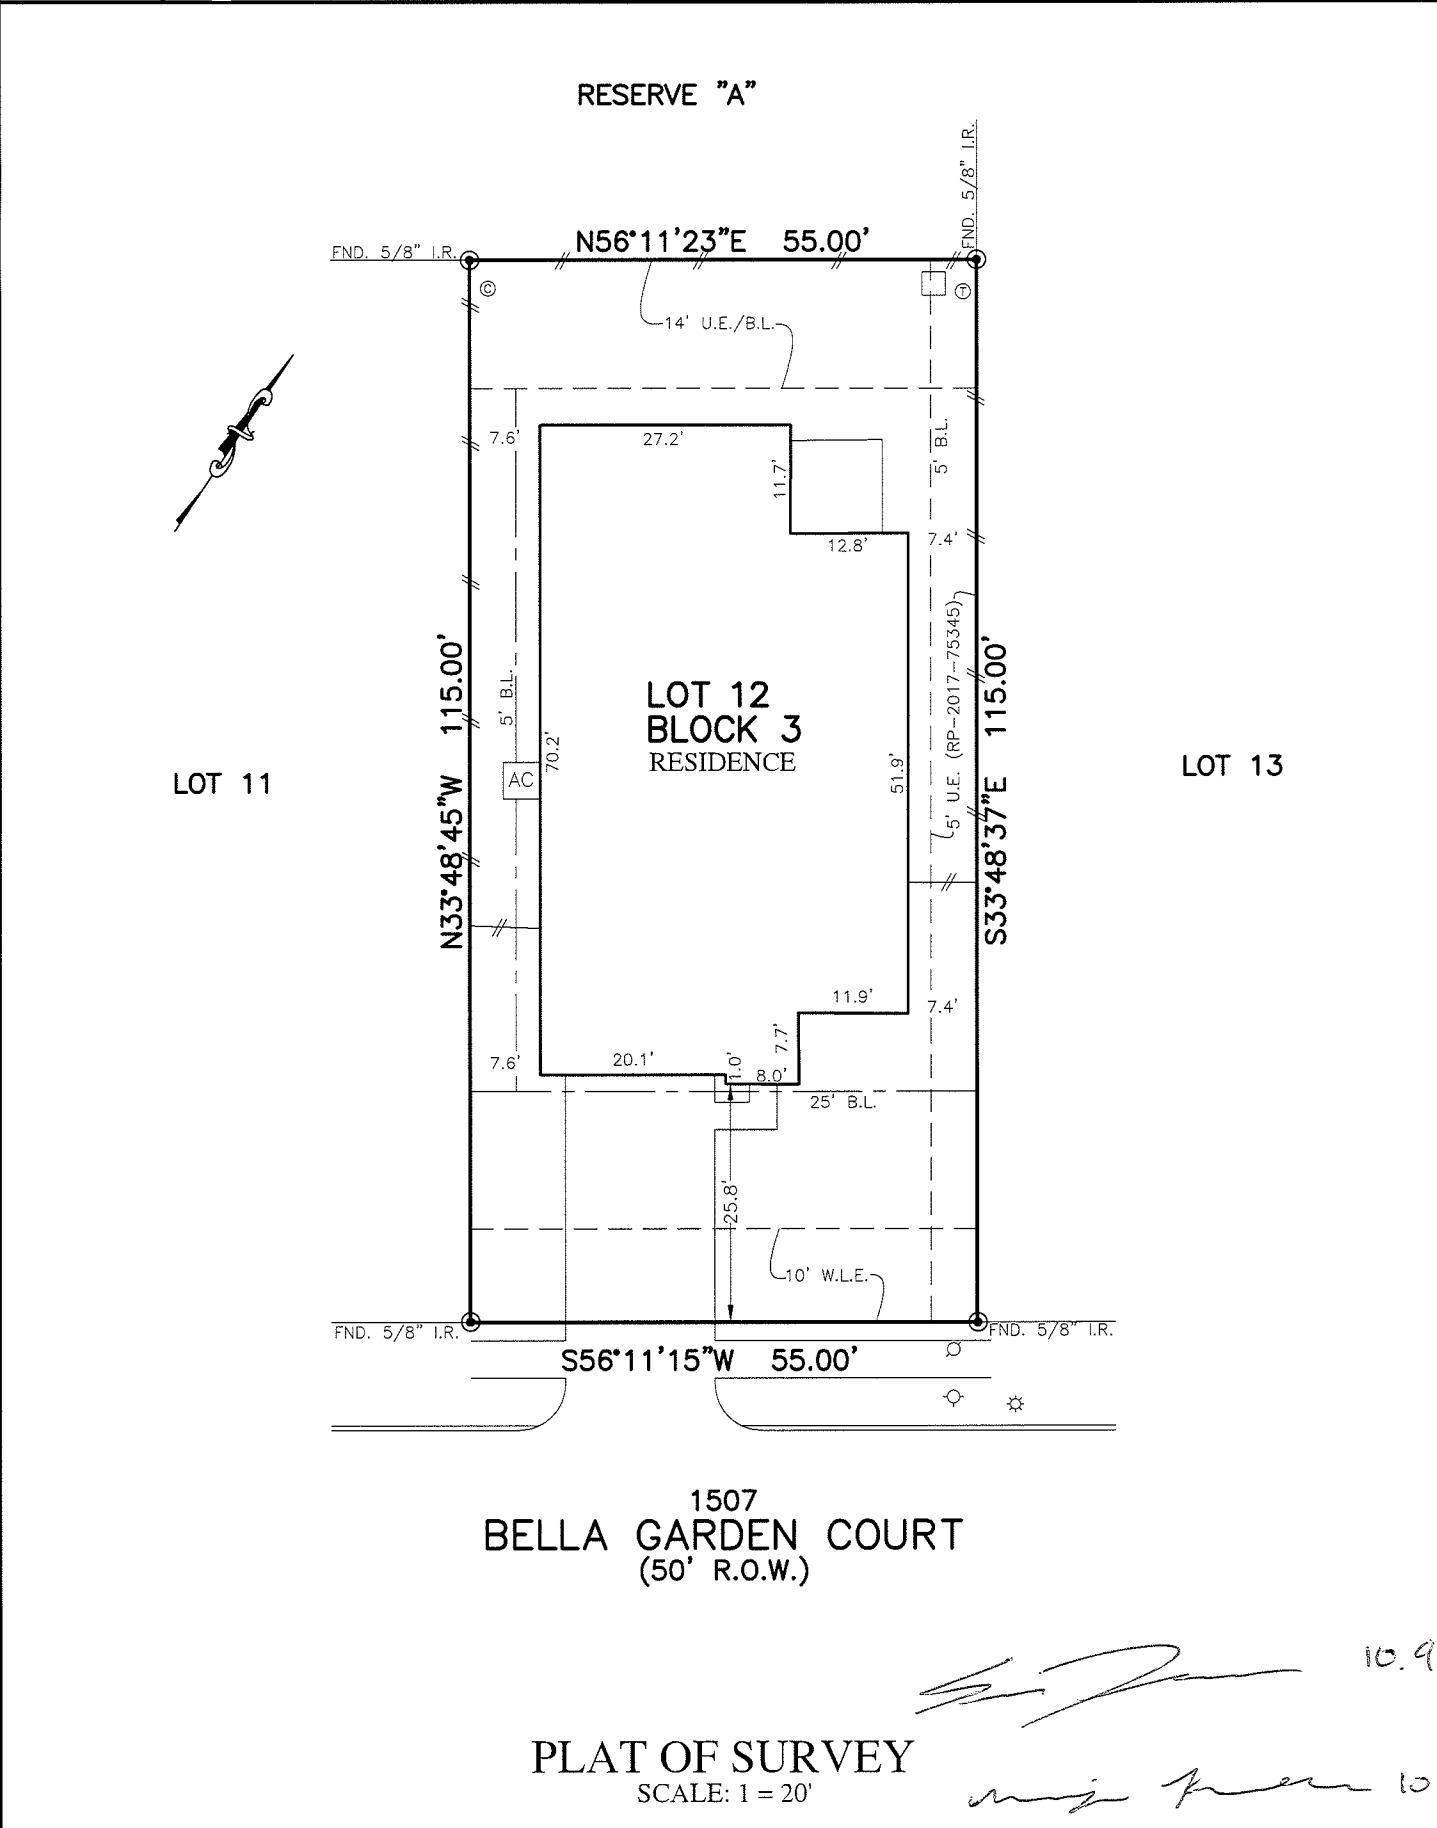 RESERVE "A"
FND. 5/8" I.R.
N56°11'23"E 55.00'
FND. 5/8" I.R.
C
T
14' U.E./B.L.
7.6'
27.2'
11.7'
5' B.L.
12.8'
7.4'
N33°48'45"W 115.00'
5' B.L.
70.2'
AC
LOT 12
BLOCK 3
RESIDENCE
51.9'
5' U.E. (RP-2017-75345)
S33°48'37"E 115.00'
LOT 11
LOT 13
11.9'
7.4'
7.7'
7.6'
20.1'
1.0'
8.0'
25' B.L.
25.8'
10' W.L.E.
FND. 5/8" I.R.
FND. 5/8" I.R.
S56°11'15"W 55.00'
1507
BELLA GARDEN COURT
(50' R.O.W.)
10.9
PLAT OF SURVEY
SCALE: 1 = 20'
10